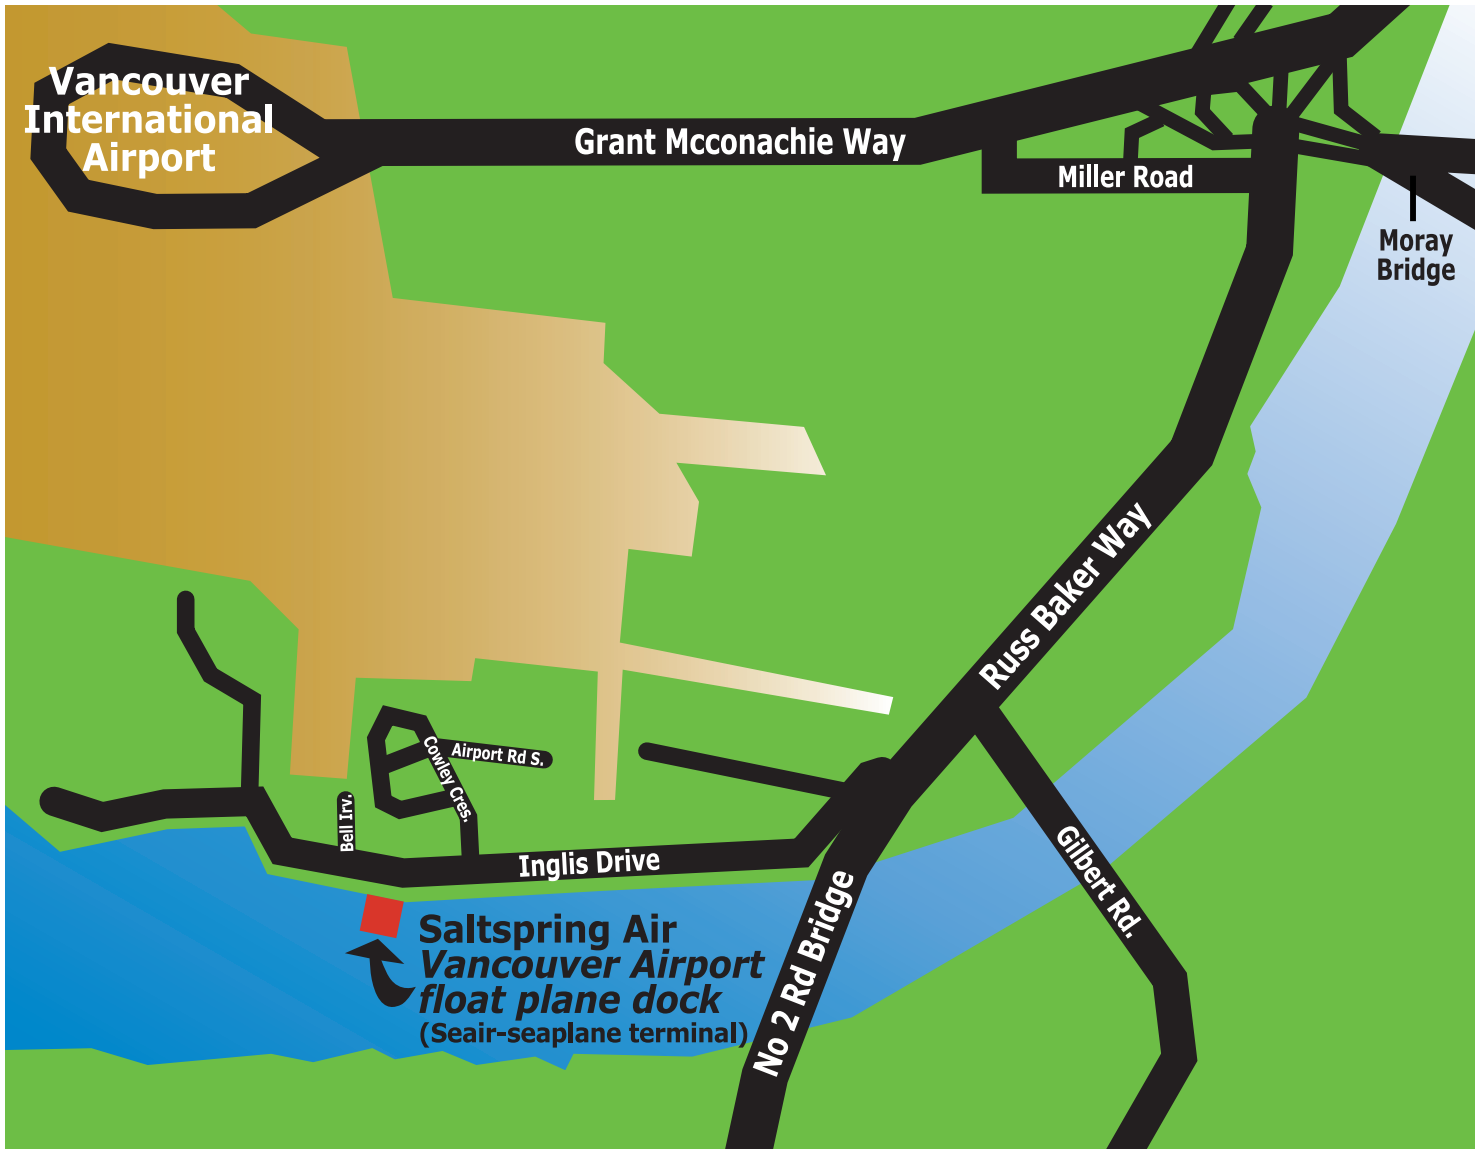 Vancouver
International
Airport
Grant Mcconachie Way
Miller Road
Moray
Bridge
Russ Baker Way
Airport Rd S.
Cowley Cres.
Bell Irv.
Inglis Drive
Gilbert Rd.
No 2 Rd Bridge
Saltspring Air
Vancouver Airport
float plane dock
(Seair-seaplane terminal)